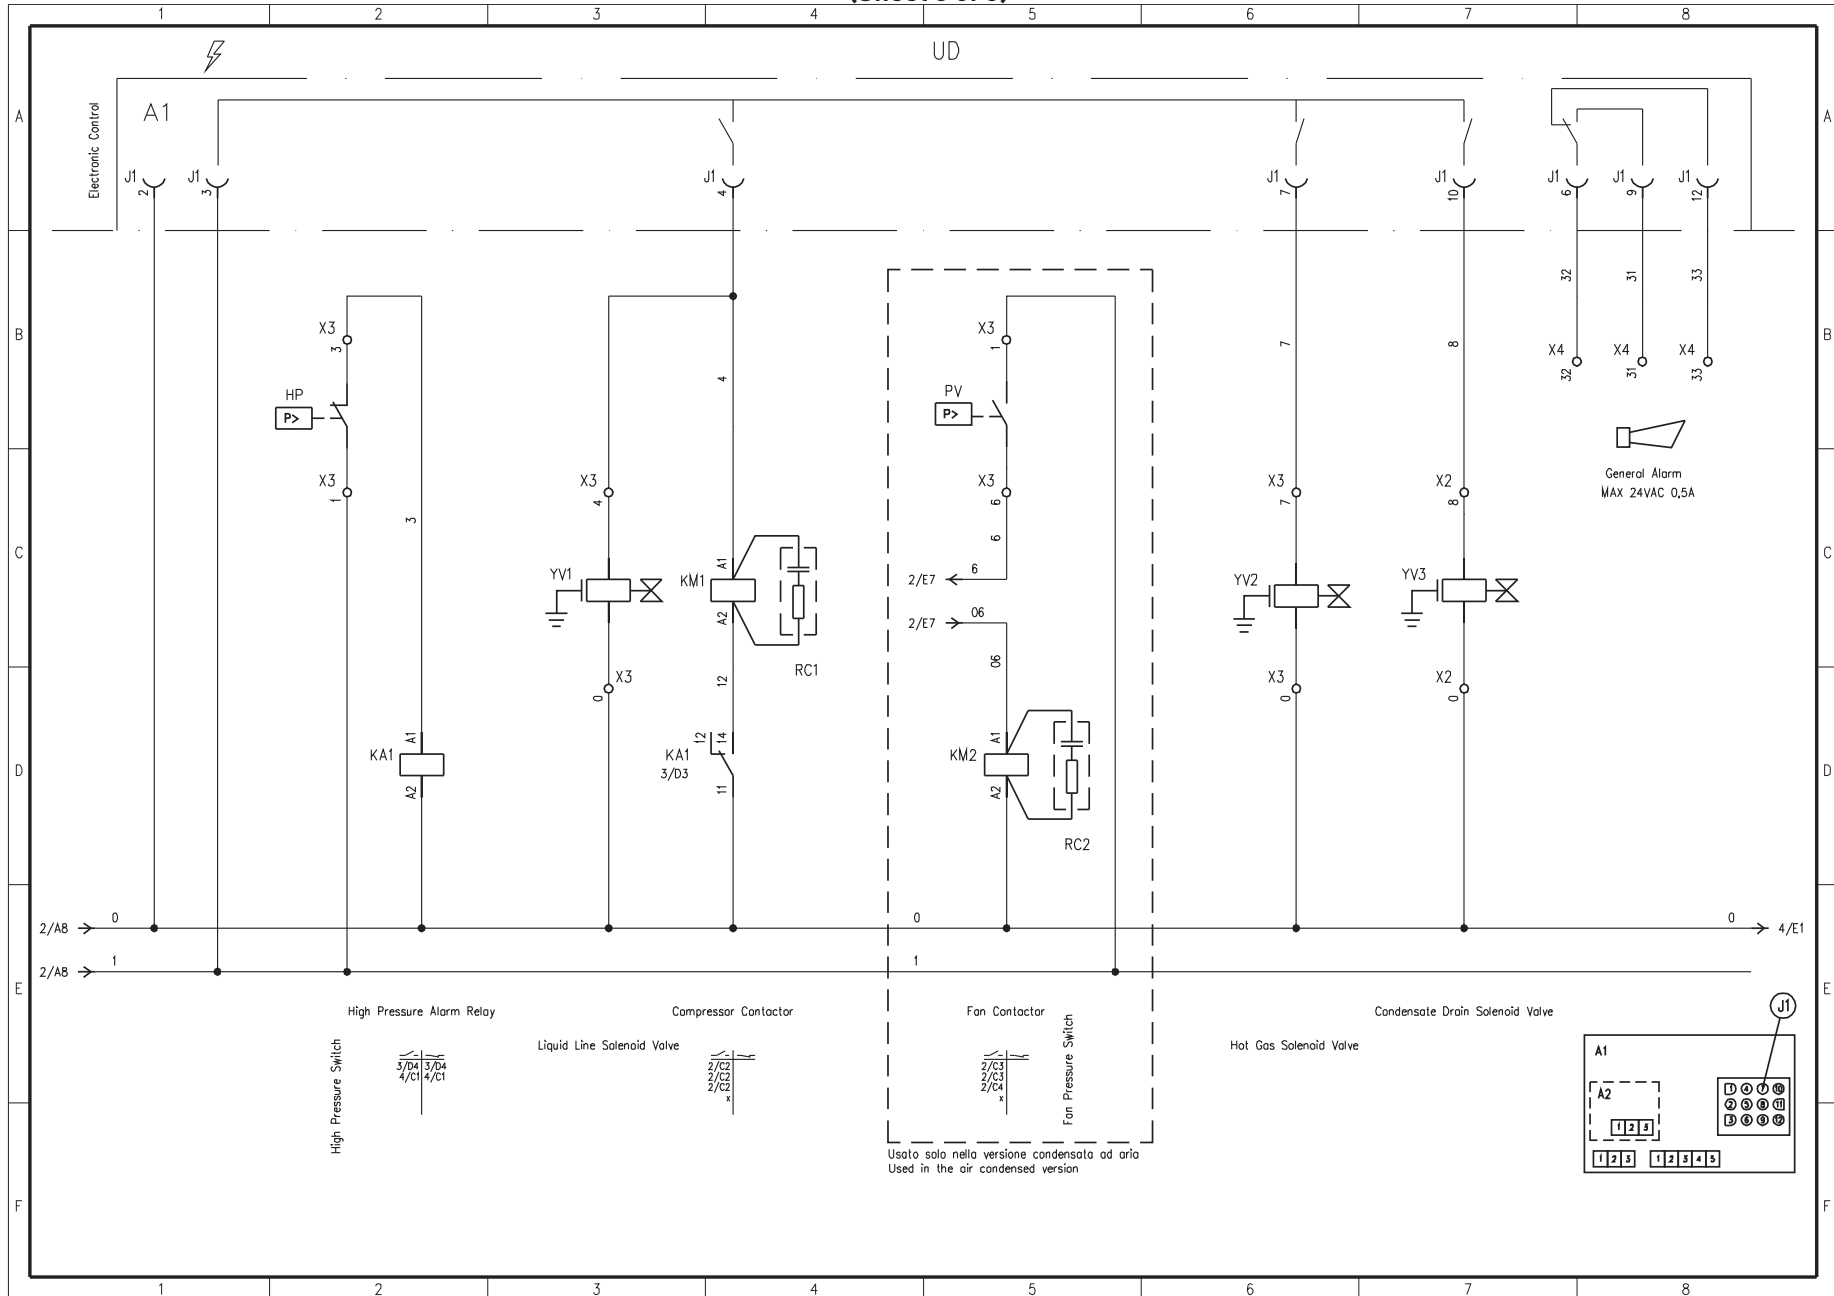 1 2 3 4 5 6 7 8
UD
A A
Electronic Control
A1
J1 2
J1 3
J1 4
J1 7
J1 10
J1 6
J1 9
J1 12
32 31 33
B B
X3 3
X3 1
4
7
8
X4 32
X4 31
X4 33
HP
P>
PV
P>
General Alarm
MAX 24VAC 0,5A
X3 1
X3 4
X3 6
X3 7
X2 8
3
C C
6
A1
YV1
KM1
A2
RC1
2/E7 6
2/E7 06
YV2
YV3
06
X3 0
12
X3 0
X2 0
D D
KA1 A1 A2
12 14
KA1
3/D3
11
KM2 A1 A2
RC2
2/A8 0 0 0 4/E1
2/A8 1 1
E E
High Pressure Alarm Relay
Compressor Contactor
Fan Contactor
Condensate Drain Solenoid Valve
High Pressure Switch
Liquid Line Solenoid Valve
Fan Pressure Switch
Hot Gas Solenoid Valve
3/D4 3/D4
4/C1 4/C1
2/C2
2/C2
2/C2
x
2/C3
2/C3
2/C4
x
J1
A1
A2
1 4 7 10
2 5 8 11
3 6 9 12
1 2 3
1 2 3
1 2 3 4 5
Usato solo nella versione condensata ad aria
Used in the air condensed version
F F
1 2 3 4 5 6 7 8